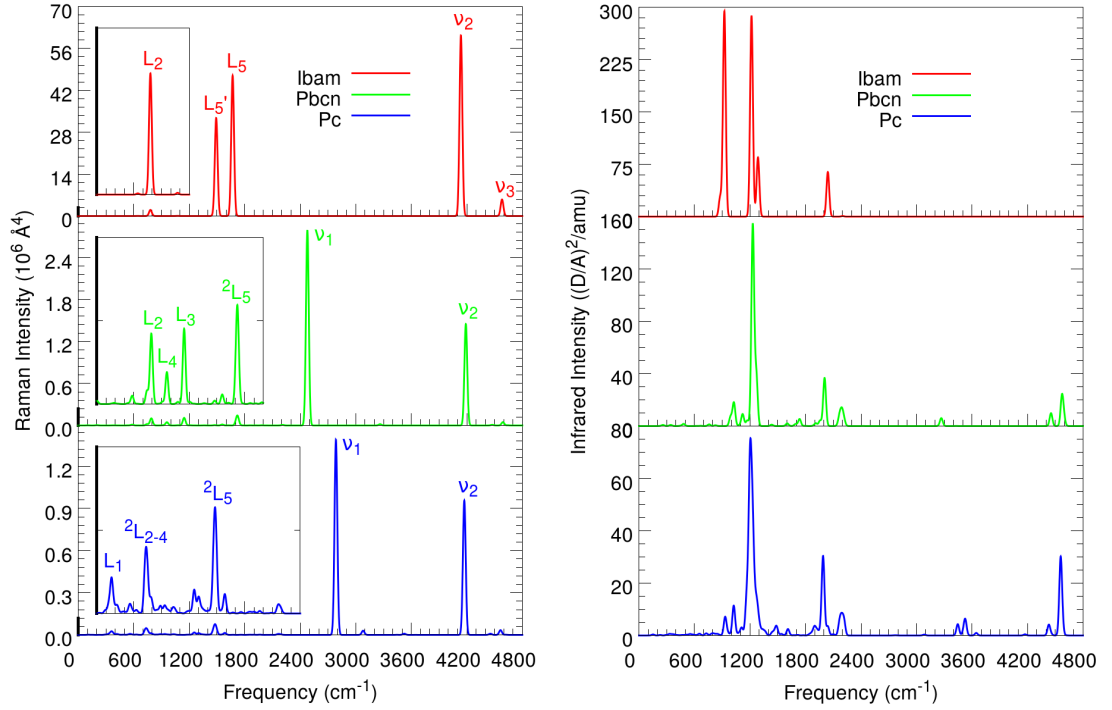 Raman Intensity (10⁶ Å⁴)
70
56
42
28
14
0
L₂
L₅'
L₅
ν₂
ν₃
Ibam
Pbcn
Pc
2.4
1.8
1.2
0.6
0.0
L₂
L₄
L₃
²L₅
ν₁
ν₂
1.2
0.9
0.6
0.3
0.0
L₁
²L₂₋₄
²L₅
ν₁
ν₂
0 600 1200 1800 2400 3000 3600 4200 4800
Frequency (cm⁻¹)
Infrared Intensity ((D/A)²/amu)
300
225
150
75
Ibam
Pbcn
Pc
160
120
80
40
80
60
40
20
0
0 600 1200 1800 2400 3000 3600 4200 4800
Frequency (cm⁻¹)